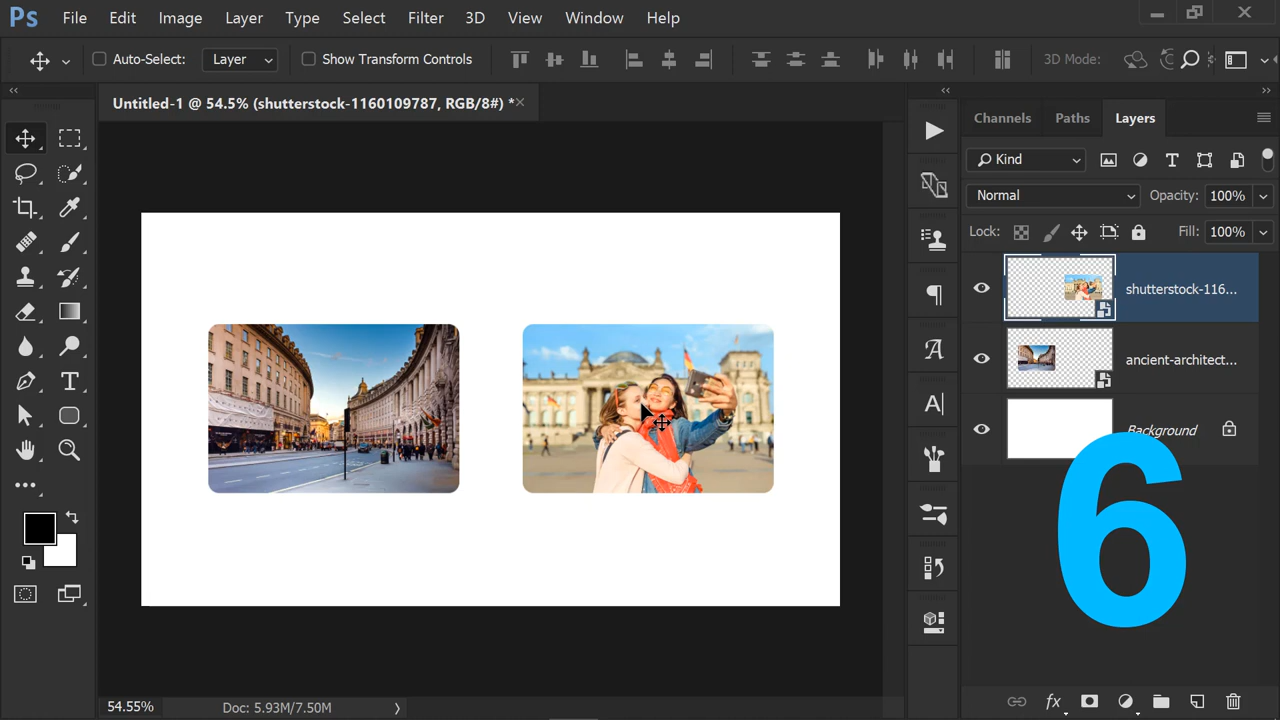 Ps File Edit Image Layer Type Select Filter 3D View Window Help
Auto-Select: Layer Show Transform Controls 3D Mode:
Untitled-1 @ 54.5% (shutterstock-1160109787, RGB/8#) *
Channels Paths Layers
Kind
Normal Opacity: 100%
Lock: Fill: 100%
shutterstock-116...
ancient-architect...
Background
6
54.55% Doc: 5.93M/7.50M